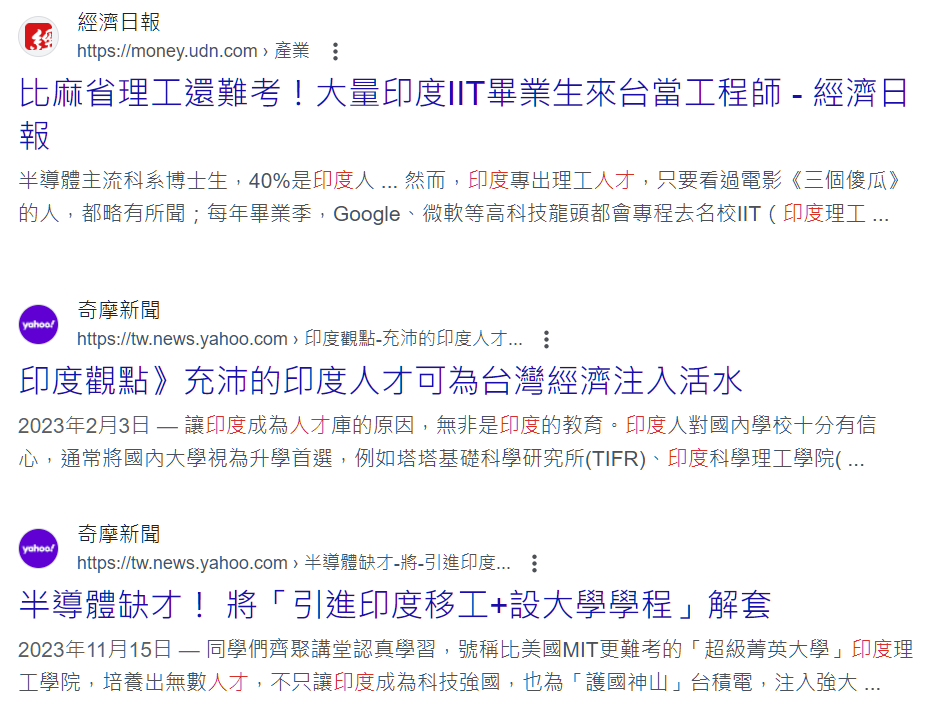 經濟日報
https://money.udn.com › 產業
比麻省理工還難考！大量印度IIT畢業生來台當工程師 - 經濟日
報
半導體主流科系博士生，40%是印度人 ... 然而，印度專出理工人才，只要看過電影《三個傻瓜》
的人，都略有所聞；每年畢業季，Google、微軟等高科技龍頭都會專程去名校IIT（印度理工 ...
yahoo!
奇摩新聞
https://tw.news.yahoo.com › 印度觀點-充沛的印度人才...
印度觀點》充沛的印度人才可為台灣經濟注入活水
2023年2月3日 — 讓印度成為人才庫的原因，無非是印度的教育。印度人對國內學校十分有信
心，通常將國內大學視為升學首選，例如塔塔基礎科學研究所(TIFR)、印度科學理工學院( ...
yahoo!
奇摩新聞
https://tw.news.yahoo.com › 半導體缺才-將-引進印度...
半導體缺才！ 將「引進印度移工+設大學學程」解套
2023年11月15日 — 同學們齊聚講堂認真學習，號稱比美國MIT更難考的「超級菁英大學」印度理
工學院，培養出無數人才，不只讓印度成為科技強國，也為「護國神山」台積電，注入強大 ...